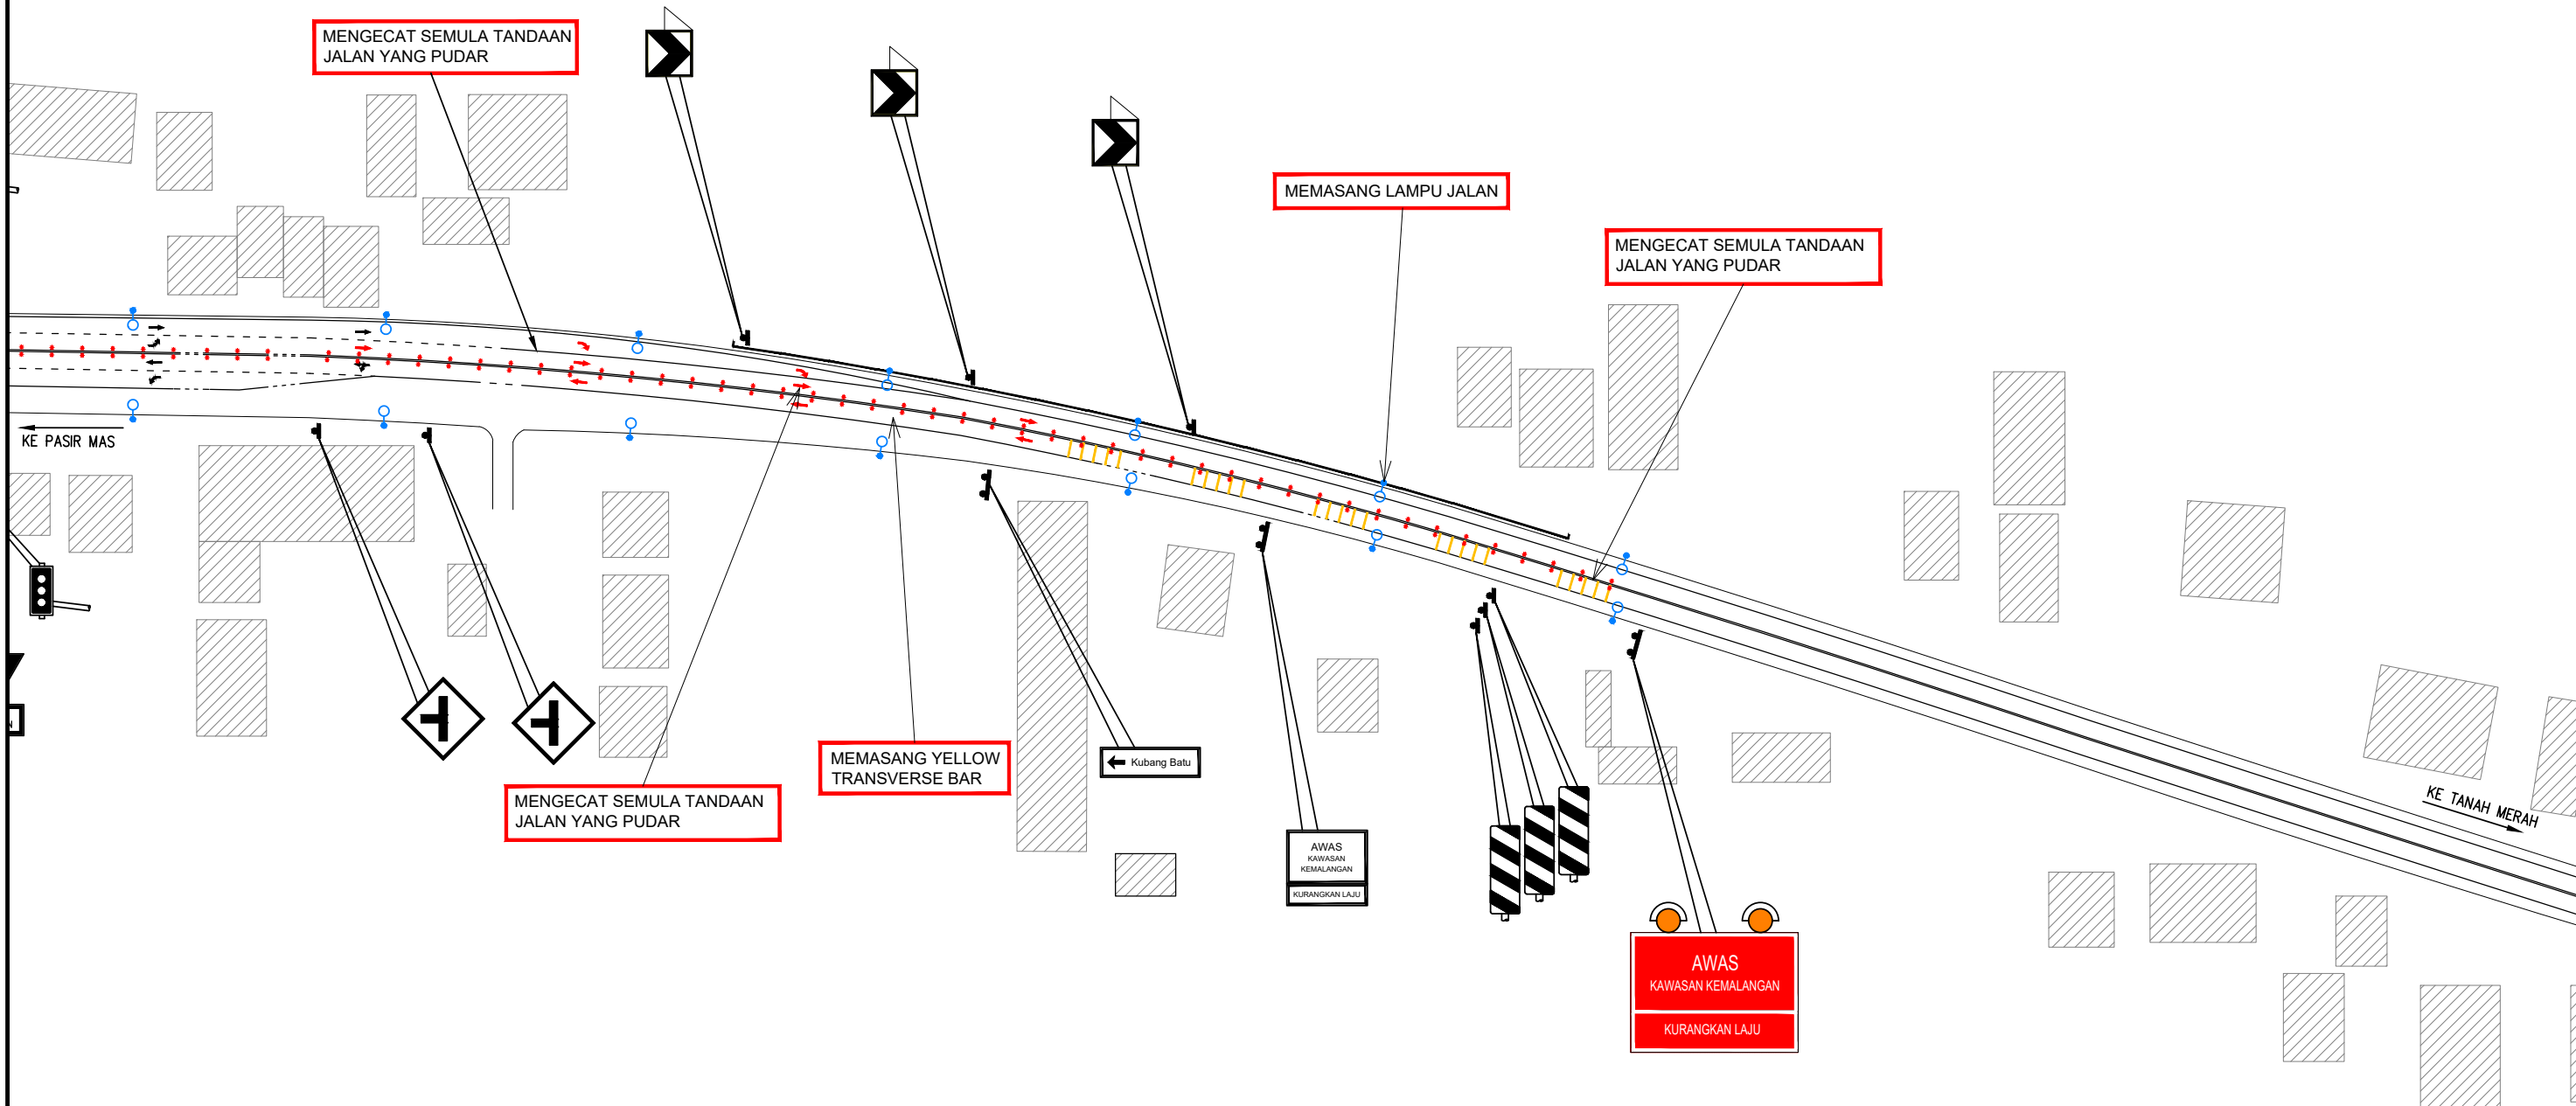 MENGECAT SEMULA TANDAAN
JALAN YANG PUDAR
MEMASANG LAMPU JALAN
MENGECAT SEMULA TANDAAN
JALAN YANG PUDAR
KE PASIR MAS
MENGECAT SEMULA TANDAAN
JALAN YANG PUDAR
MEMASANG YELLOW
TRANSVERSE BAR
Kubang Batu
AWAS
KAWASAN
KEMALANGAN
KURANGKAN LAJU
KE TANAH MERAH
AWAS
KAWASAN KEMALANGAN
KURANGKAN LAJU